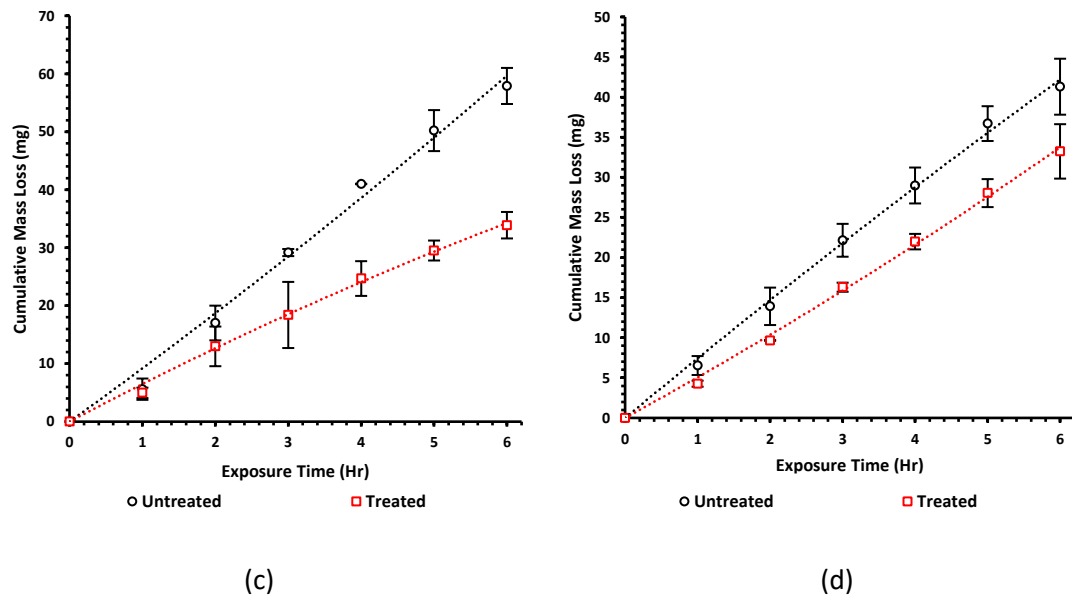 70
60
50
40
30
20
10
0
0 1 2 3 4 5 6
Cumulative Mass Loss (mg)
Exposure Time (Hr)
Untreated Treated
(c)
50
45
40
35
30
25
20
15
10
5
0
0 1 2 3 4 5 6
Cumulative Mass Loss (mg)
Exposure Time (Hr)
Untreated Treated
(d)